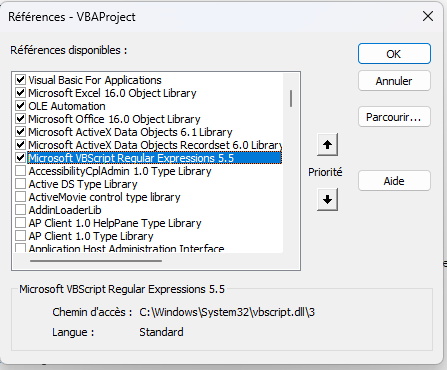 Références - VBAProject
Références disponibles :
OK
Visual Basic For Applications
Microsoft Excel 16.0 Object Library
Annuler
OLE Automation
Microsoft Office 16.0 Object Library
Microsoft ActiveX Data Objects 6.1 Library
Parcourir...
Microsoft ActiveX Data Objects Recordset 6.0 Library
Microsoft VBScript Regular Expressions 5.5
AccessibilityCplAdmin 1.0 Type Library
Priorité
Active DS Type Library
Aide
ActiveMovie control type library
AddinLoaderLib
AP Client 1.0 HelpPane Type Library
AP Client 1.0 Type Library
Application Host Administration Interface
Microsoft VBScript Regular Expressions 5.5
Chemin d'accès : C:\Windows\System32\vbscript.dll\3
Langue : Standard